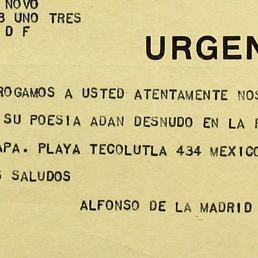 NOVO
UNO TRES
D F
URGEN
ROGAMOS A USTED ATENTAMENTE NOS
SU POESIA ADAN DESNUDO EN LA
APA. PLAYA TECOLUTLA 434 MEXICO
SALUDOS
ALFONSO DE LA MADRID